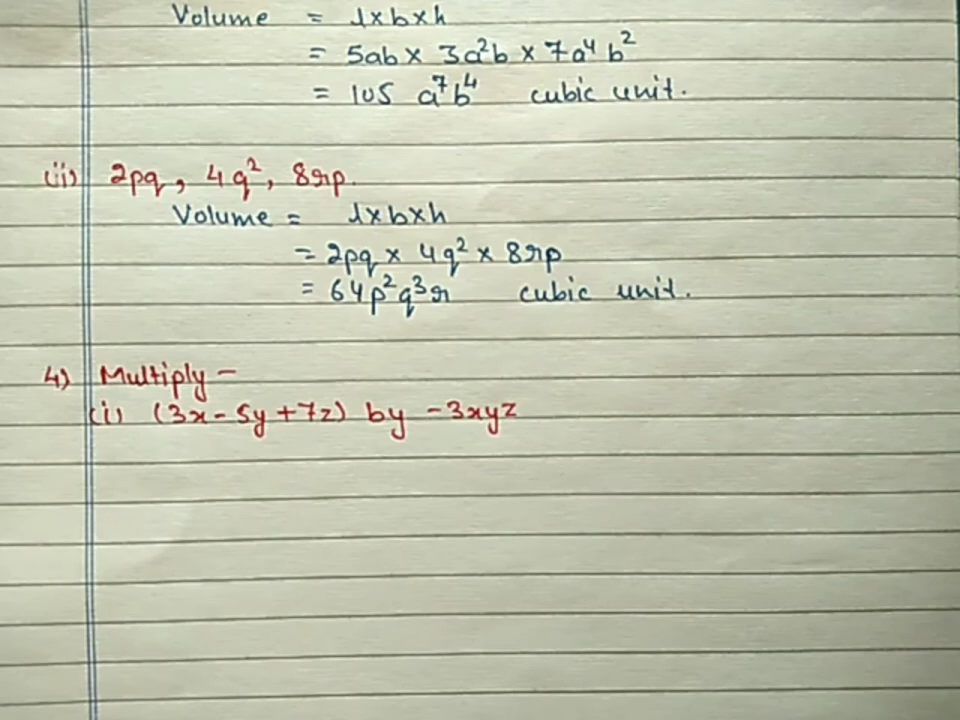 Volume = l×b×h
= 5ab × 3a²b × 7a⁴b²
= 105 a⁷b⁴ cubic unit.
(ii) 2pq, 4q², 8rp.
Volume = l×b×h
= 2pq × 4q² × 8rp
= 64p²q³r cubic unit.
4) Multiply -
(i) (3x - 5y + 7z) by -3xyz